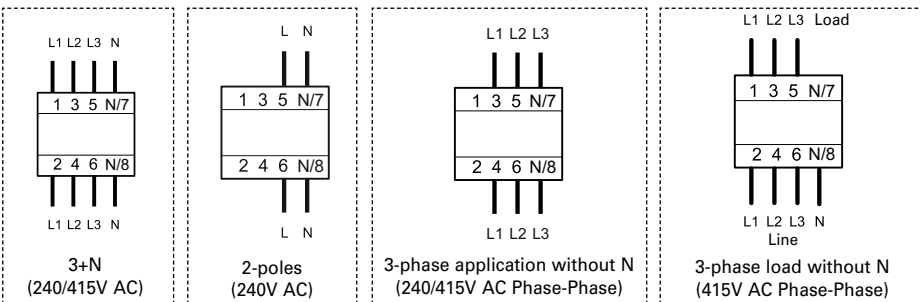 L1 L2 L3 N
1 3 5 N/7
2 4 6 N/8
L1 L2 L3 N
3+N
(240/415V AC)
L N
1 3 5 N/7
2 4 6 N/8
L N
2-poles
(240V AC)
L1 L2 L3
1 3 5 N/7
2 4 6 N/8
L1 L2 L3
3-phase application without N
(240/415V AC Phase-Phase)
L1 L2 L3 Load
1 3 5 N/7
2 4 6 N/8
L1 L2 L3 N
Line
3-phase load without N
(415V AC Phase-Phase)